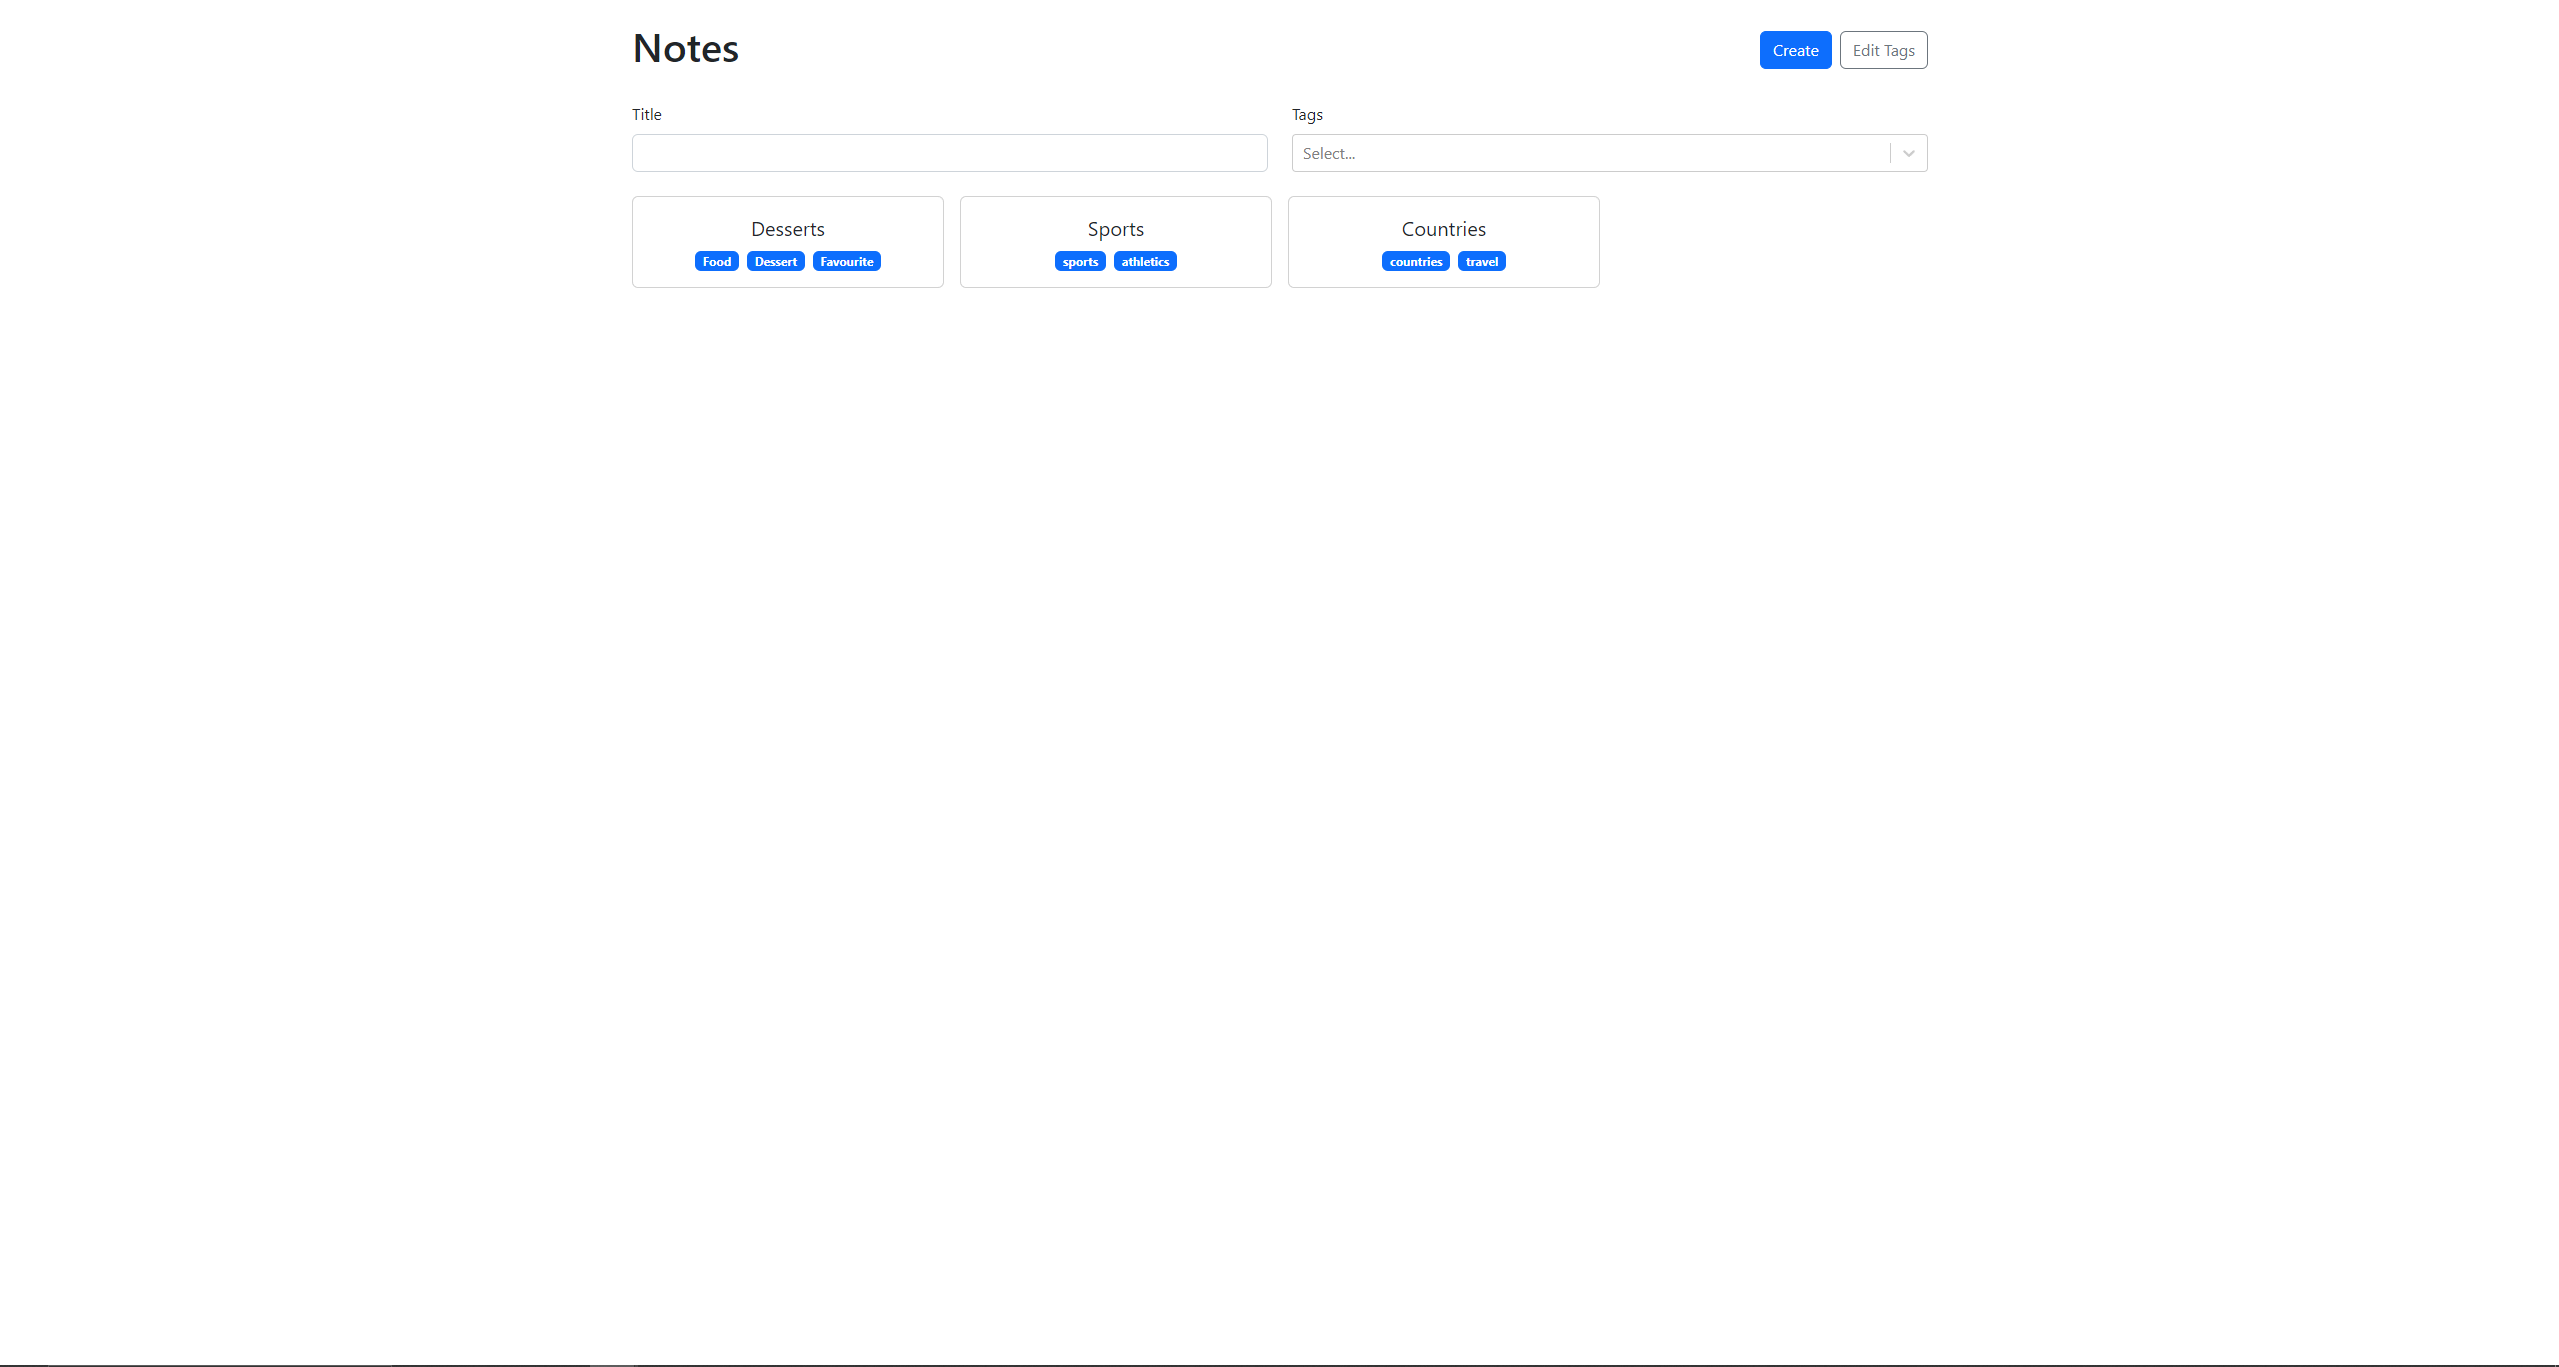 Notes
Create Edit Tags
Title Tags
Select...
Desserts Sports Countries
Food Dessert Favourite sports athletics countries travel